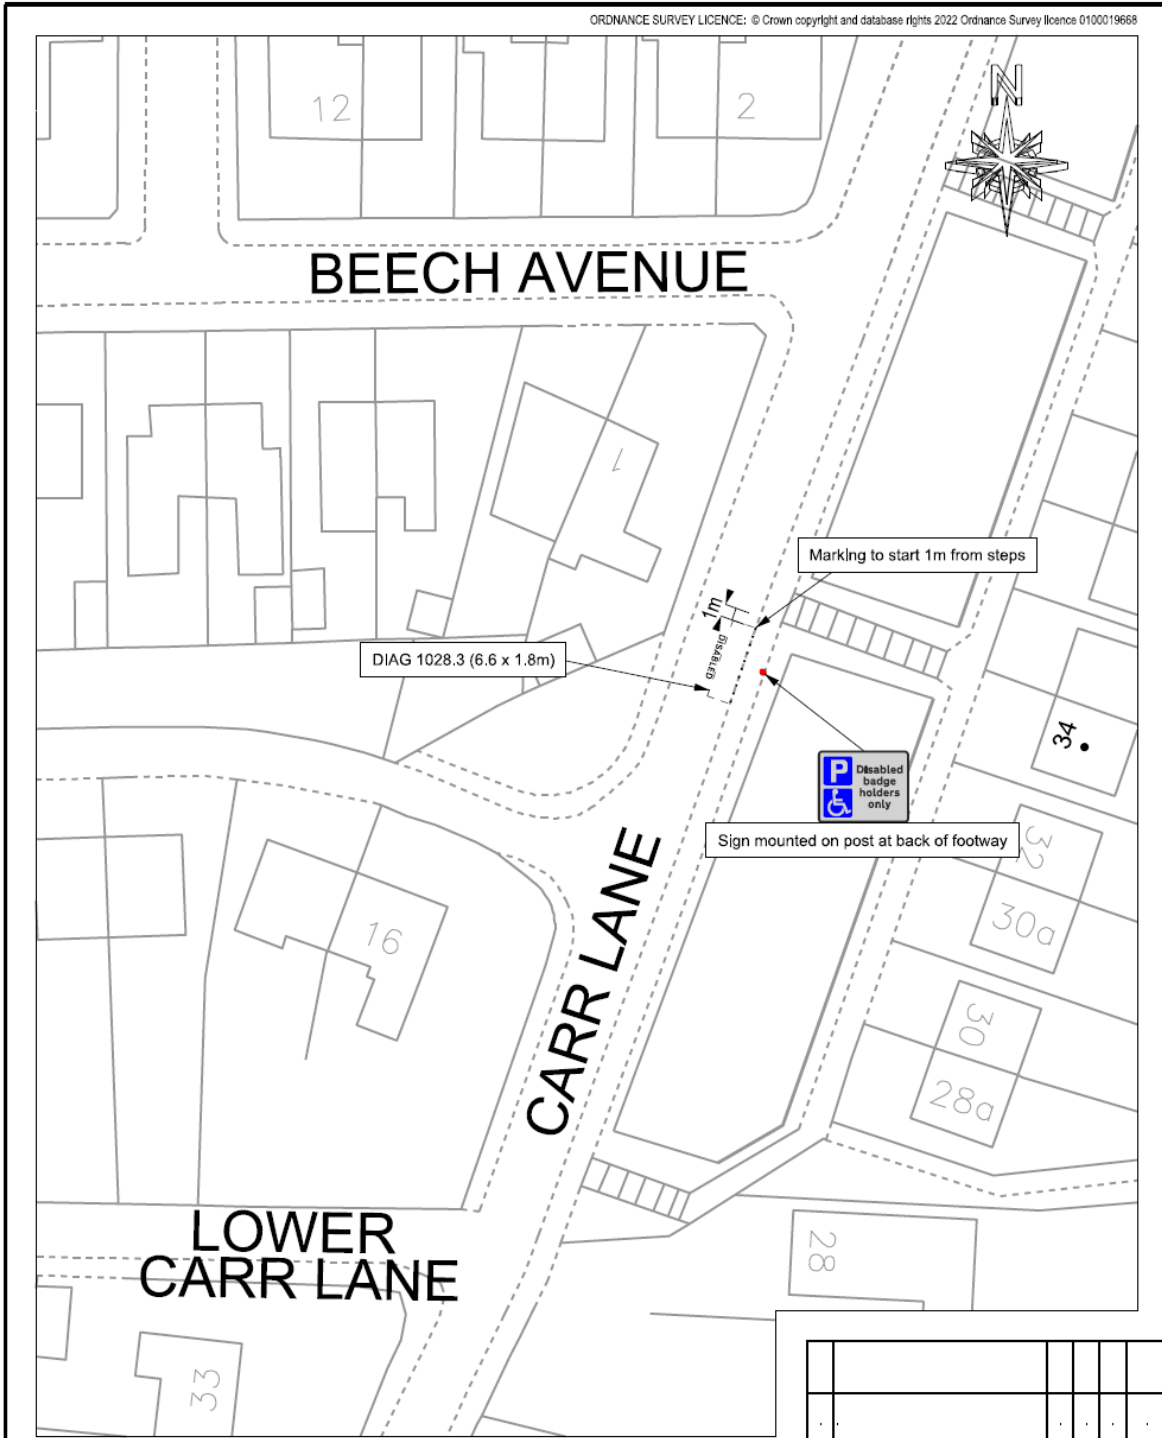 ORDNANCE SURVEY LICENCE: © Crown copyright and database rights 2022 Ordnance Survey licence 0100019668
N
12
2
BEECH AVENUE
1
Marking to start 1m from steps
1m
DISABLED
DIAG 1028.3 (6.6 x 1.8m)
34
P
Disabled
badge
holders
only
Sign mounted on post at back of footway
32
30a
16
CARR LANE
30
28a
LOWER
CARR LANE
28
33